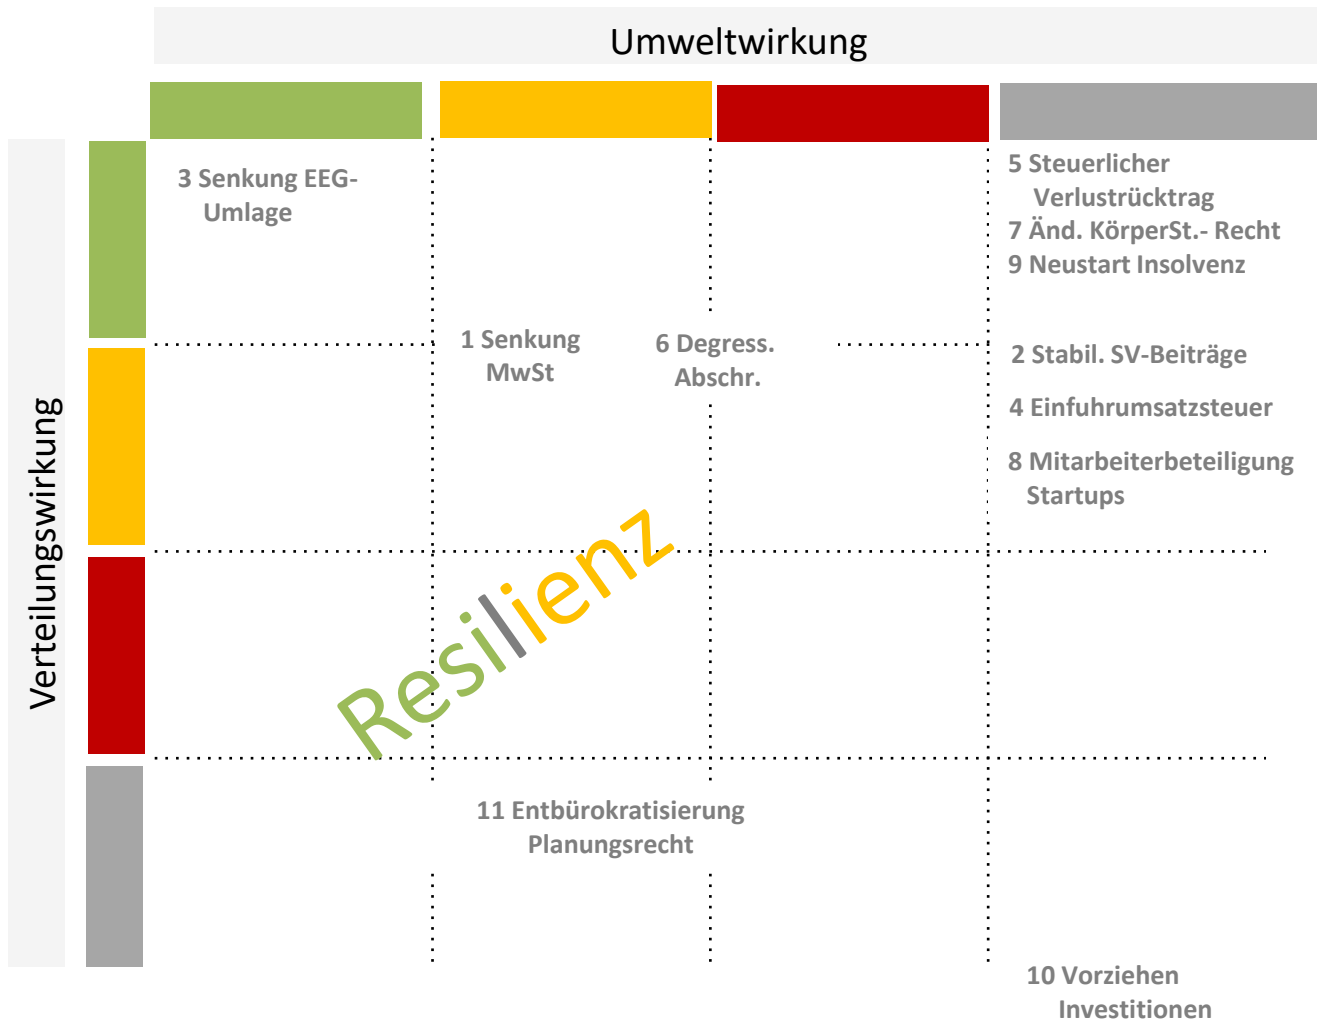 Umweltwirkung
Verteilungswirkung
3 Senkung EEG-
Umlage
5 Steuerlicher
Verlustrücktrag
7 Änd. KörperSt.- Recht
9 Neustart Insolvenz
1 Senkung
MwSt
6 Degress.
Abschr.
2 Stabil. SV-Beiträge
4 Einfuhrumsatzsteuer
8 Mitarbeiterbeteiligung
Startups
Resilienz
11 Entbürokratisierung
Planungsrecht
10 Vorziehen
Investitionen